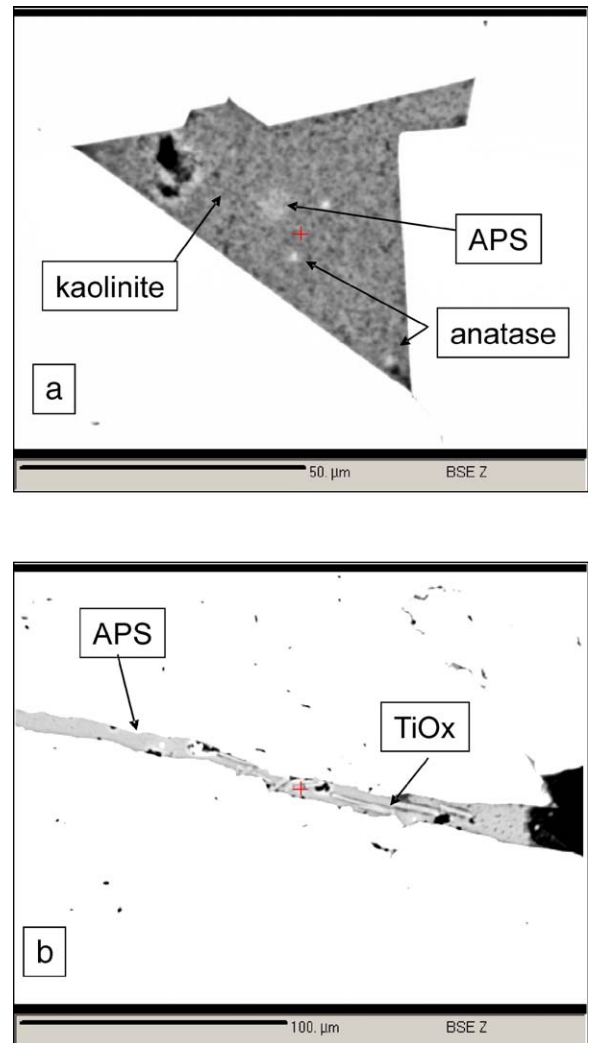 APS
kaolinite
anatase
a
50. µm BSE Z
APS
TiOx
b
100. µm BSE Z